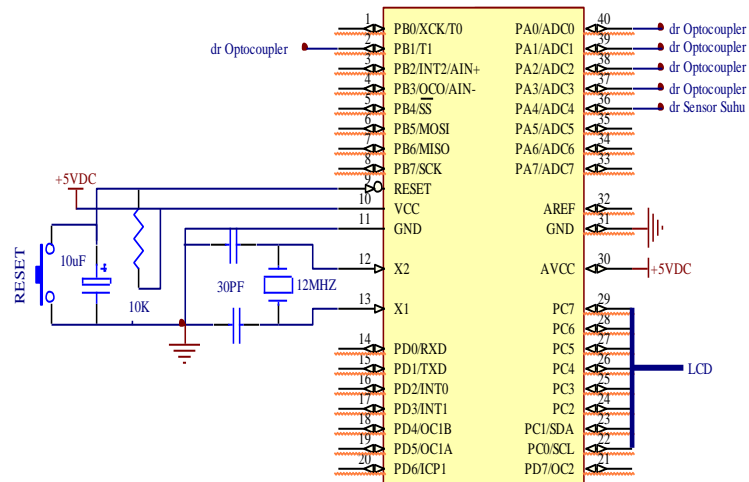 1 PB0/XCK/T0 PA0/ADC0 40 dr Optocoupler
dr Optocoupler 2 PB1/T1 PA1/ADC1 39 dr Optocoupler
3 PB2/INT2/AIN+ PA2/ADC2 38 dr Optocoupler
4 PB3/OCO/AIN- PA3/ADC3 37 dr Optocoupler
5 PB4/SS PA4/ADC4 36 dr Sensor Suhu
6 PB5/MOSI PA5/ADC5 35
7 PB6/MISO PA6/ADC6 34
8 PB7/SCK PA7/ADC7 33
+5VDC 9 RESET
10 VCC AREF 32
11 GND GND 31
RESET 10uF 12 X2 AVCC 30 +5VDC
30PF 12MHZ
10K 13 X1 PC7 29
PC6 28
14 PD0/RXD PC5 27
15 PD1/TXD PC4 26 LCD
16 PD2/INT0 PC3 25
17 PD3/INT1 PC2 24
18 PD4/OC1B PC1/SDA 23
19 PD5/OC1A PC0/SCL 22
20 PD6/ICP1 PD7/OC2 21